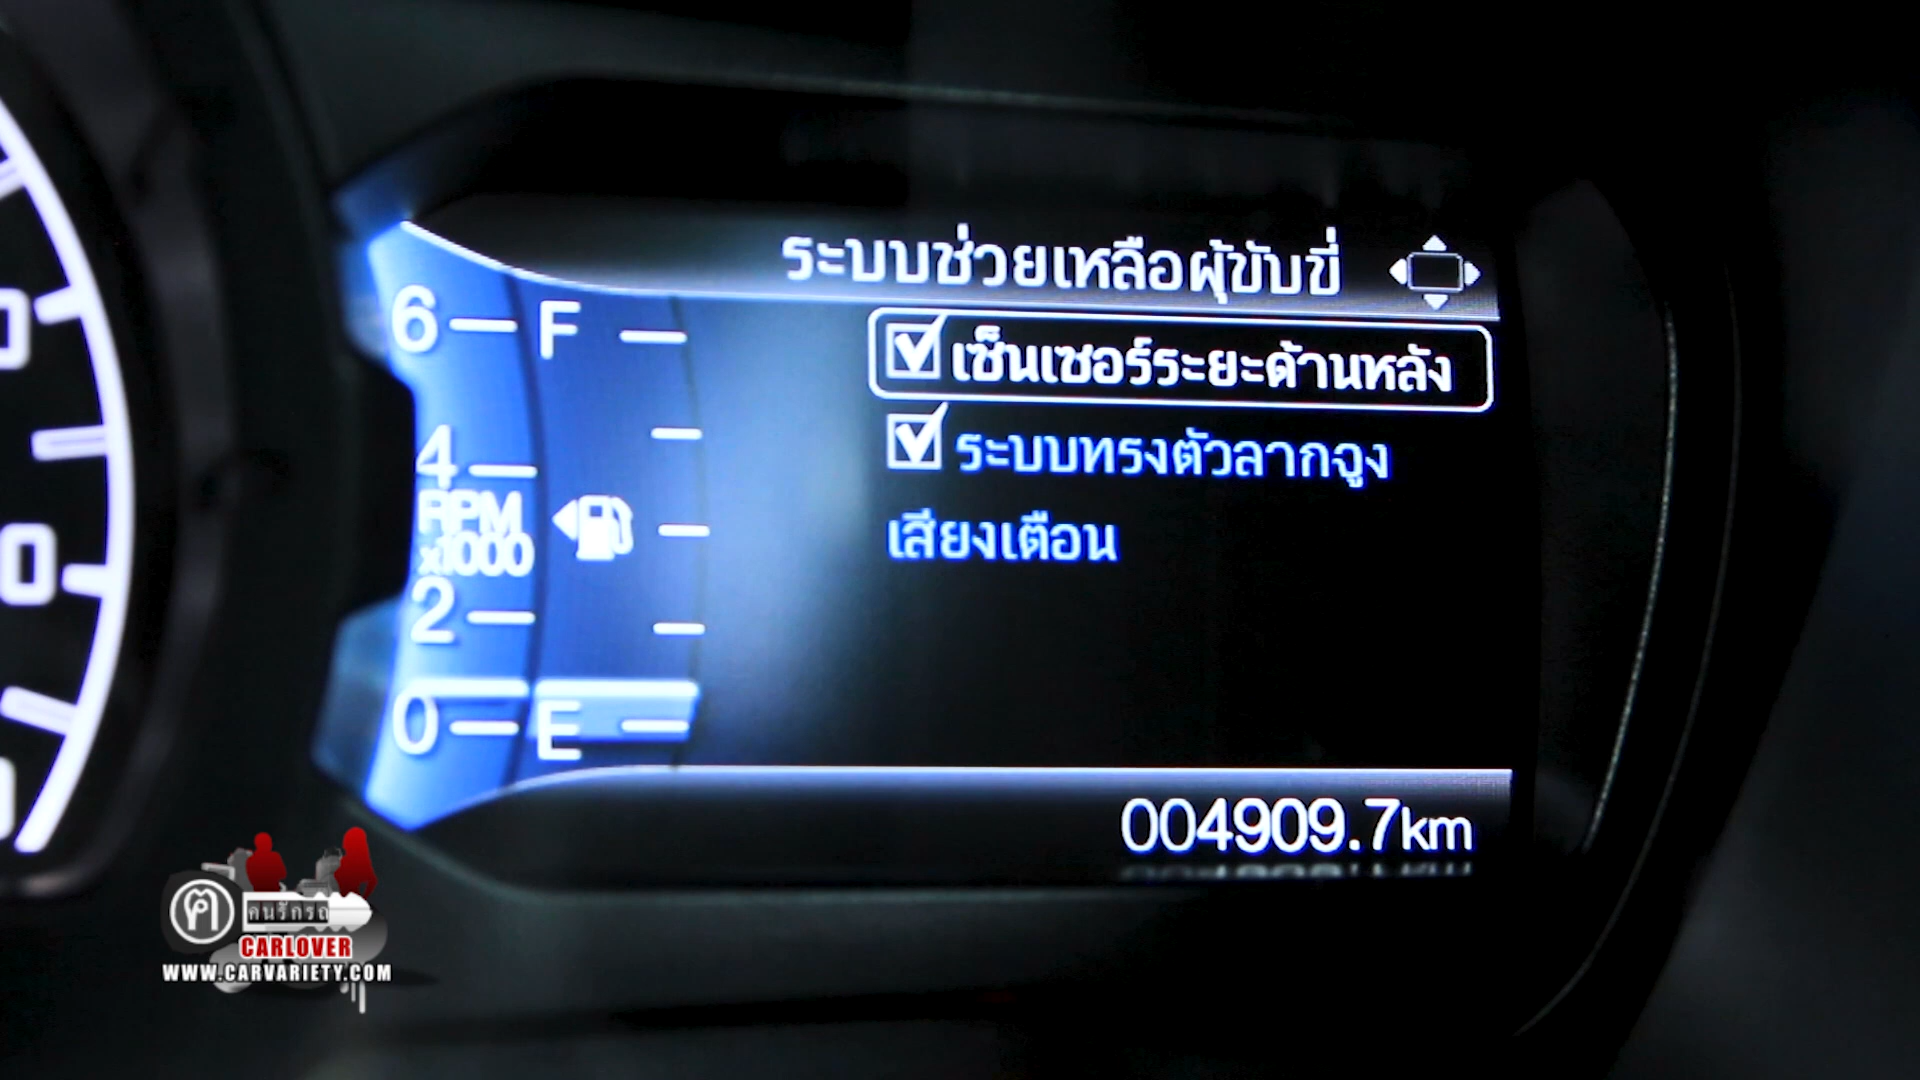 ระบบช่วยเหลือผู้ขับขี่
เซ็นเซอร์ระยะด้านหลัง
ระบบทรงตัวลากจูง
เสียงเตือน
6 F
4
RPM
x1000
2
0 E
004909.7km
ฅ คนรักรถ
CARLOVER
WWW.CARVARIETY.COM